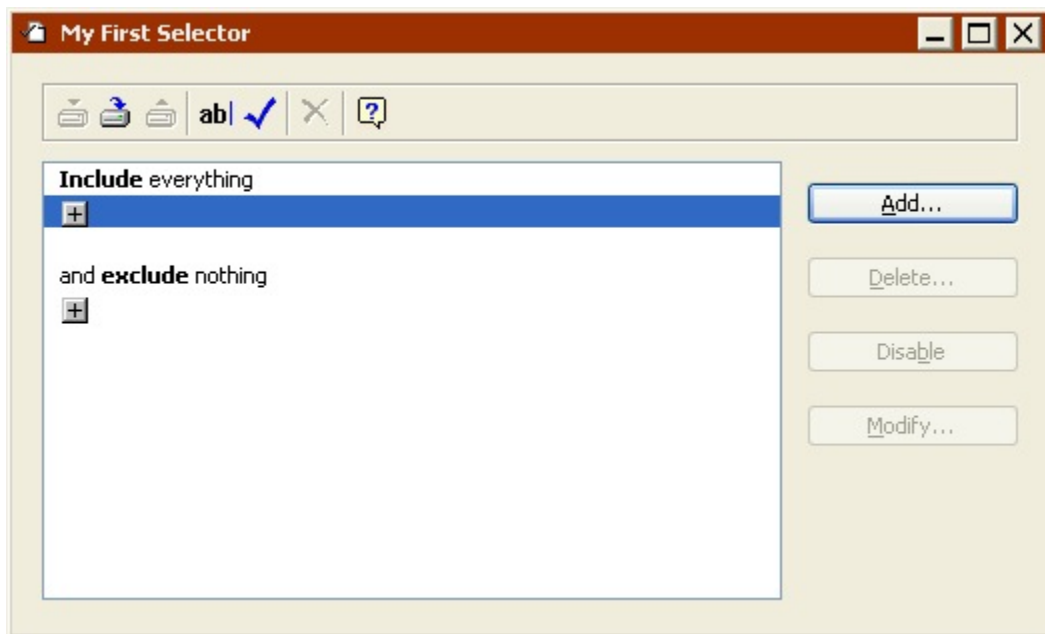 My First Selector
ab|
Include everything
and exclude nothing
Add...
Delete...
Disable
Modify...